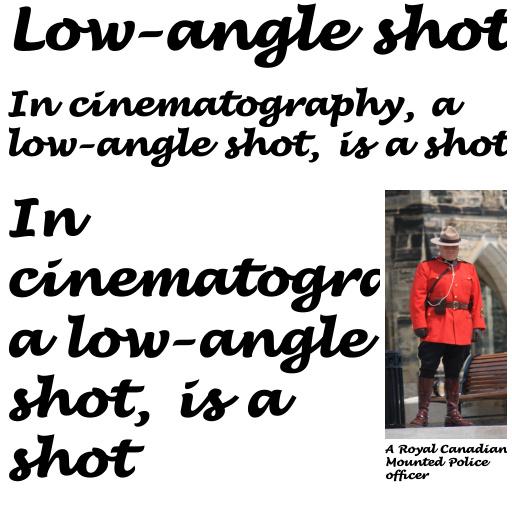 Low-angle shot
In cinematography, a
low-angle shot, is a shot
In
cinematogra
a low-angle
shot, is a
shot
A Royal Canadian
Mounted Police
officer